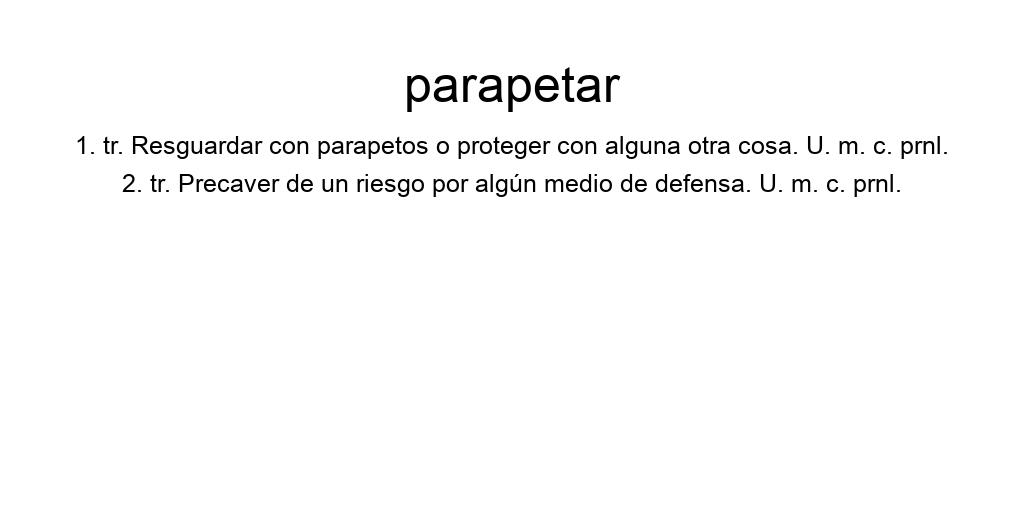 parapetar
1. tr. Resguardar con parapetos o proteger con alguna otra cosa. U. m. c. prnl.
2. tr. Precaver de un riesgo por algún medio de defensa. U. m. c. prnl.